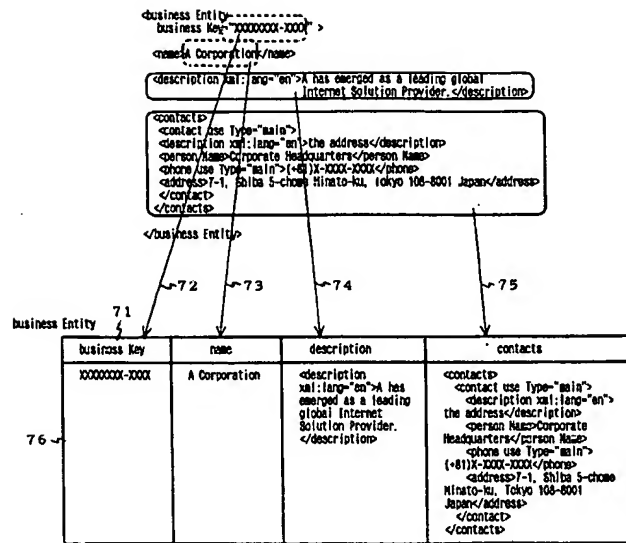 <business Entity
business Key="XXXXXXXX-XXXX" >
<name>A Corporation</name>
<description xml:lang="en">A has emerged as a leading global
Internet Solution Provider.</description>
<contacts>
<contact use Type="main">
<description xml:lang="en">the address</description>
<person Name>Corporate Headquarters</person Name>
<phone use Type="main">(+81)X-XXXX-XXXX</phone>
<address>7-1, Shiba 5-chome Minato-ku, Tokyo 108-8001 Japan</address>
</contact>
</contacts>
</business Entity>
72 73 74 75
71
business Entity
business Key name description contacts
76
XXXXXXXX-XXXX
A Corporation
<description
xml:lang="en">A has
emerged as a leading
global Internet
Solution Provider.
</description>
<contacts>
<contact use Type="main">
<description xml:lang="en">
the address</description>
<person Name>Corporate
Headquarters</person Name>
<phone use Type="main">
(+81)X-XXXX-XXXX</phone>
<address>7-1, Shiba 5-chome
Minato-ku, Tokyo 108-8001
Japan</address>
</contact>
</contacts>